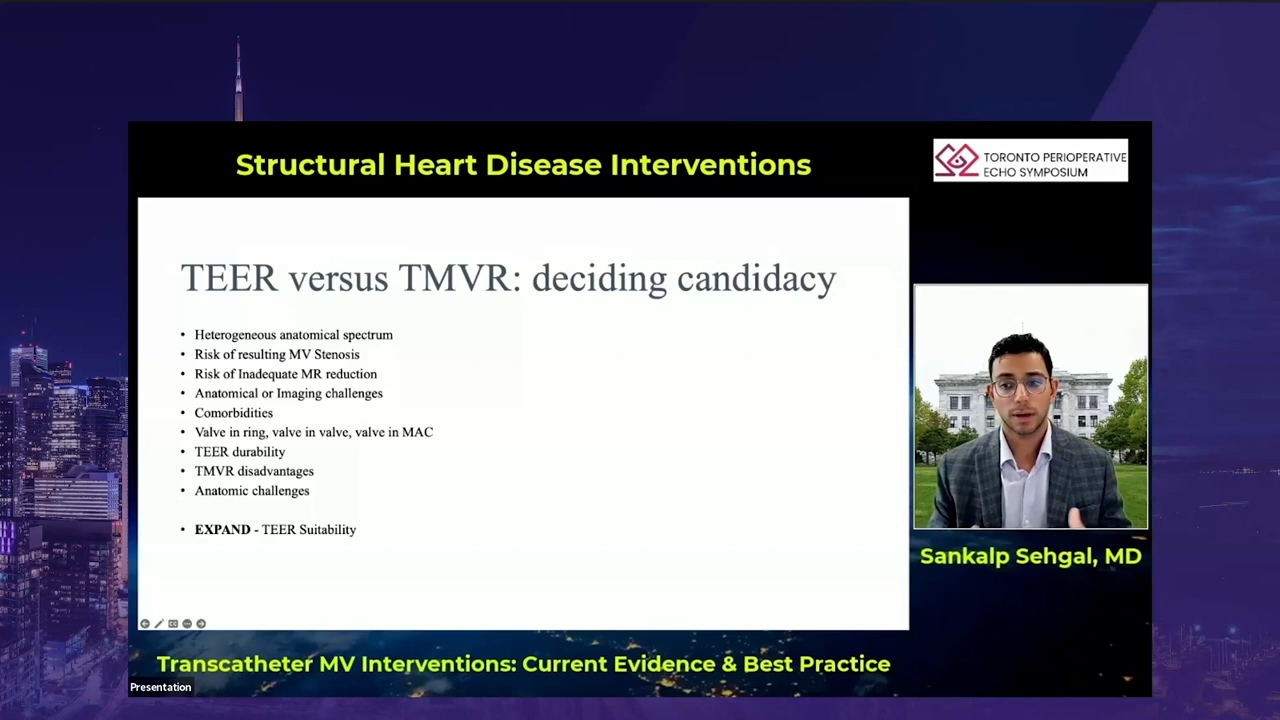 Structural Heart Disease Interventions
TORONTO PERIOPERATIVE
ECHO SYMPOSIUM
TEER versus TMVR: deciding candidacy
• Heterogeneous anatomical spectrum
• Risk of resulting MV Stenosis
• Risk of Inadequate MR reduction
• Anatomical or Imaging challenges
• Comorbidities
• Valve in ring, valve in valve, valve in MAC
• TEER durability
• TMVR disadvantages
• Anatomic challenges
• EXPAND - TEER Suitability
Sankalp Sehgal, MD
Transcatheter MV Interventions: Current Evidence & Best Practice
Presentation